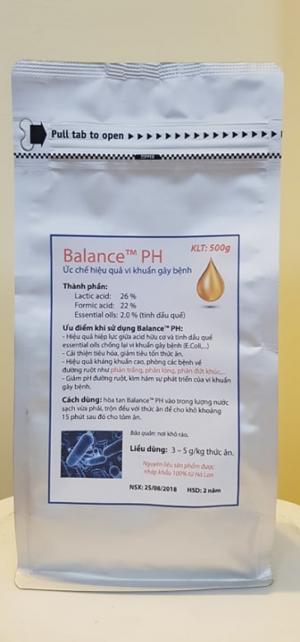 Pull tab to open
ZIPPER
Balance™ PH
KLT: 500g
Ức chế hiệu quả vi khuẩn gây bệnh
Thành phần:
Lactic acid: 26 %
Formic acid: 22 %
Essential oils: 2.0 % (tinh dầu quế)
Ưu điểm khi sử dụng Balance™ PH:
- Hiệu quả hiệp lực giữa acid hữu cơ và tinh dầu quế
essential oils chống lại vi khuẩn gây bệnh (E.Coli,...)
- Cải thiện tiêu hóa, giảm tiêu tốn thức ăn.
- Hiệu quả kháng khuẩn cao, phòng các bệnh về
đường ruột như phân trắng, phân lỏng, phân đứt khúc,...
- Giảm pH đường ruột, kìm hãm sự phát triển của vi khuẩn
gây bệnh.
Cách dùng: hòa tan Balance™ PH vào trong lượng nước
sạch vừa phải, trộn đều với thức ăn để cho khô khoảng
15 phút sau đó cho tôm ăn.
Bảo quản: nơi khô ráo.
Liều dùng: 3 – 5 g/kg thức ăn.
Nguyên liệu sản phẩm được
nhập khẩu 100% từ Hà Lan
NSX: 25/08/2018 HSD: 2 năm